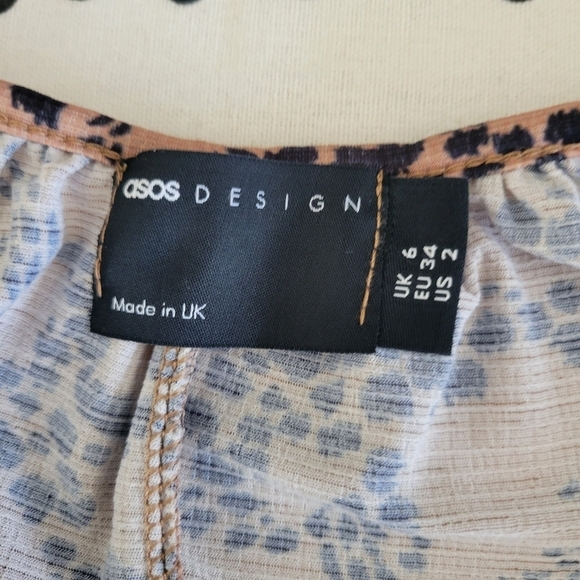 asos DESIGN
Made in UK
UK 6
EU 34
US 2